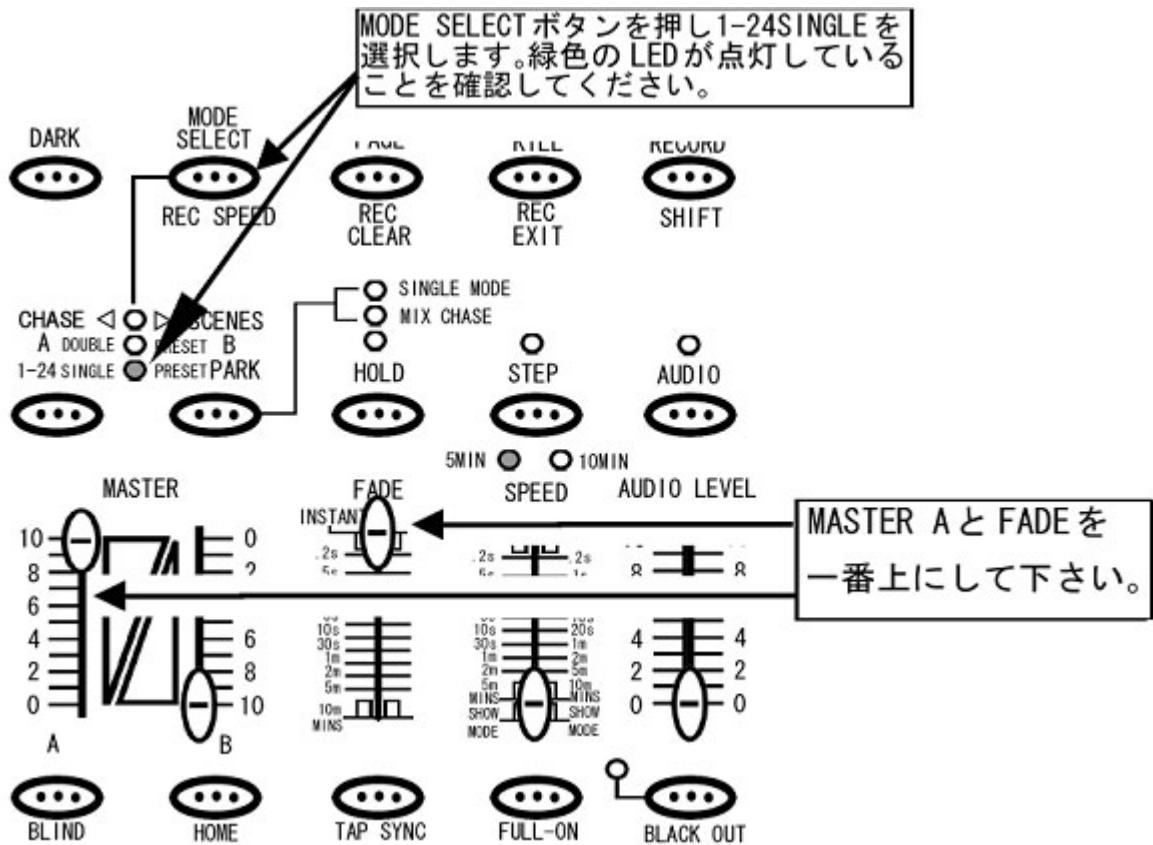 MODE SELECTボタンを押し1-24SINGLEを
選択します。緑色のLEDが点灯している
ことを確認してください。
DARK
MODE
SELECT
RECORD
REC SPEED
REC
CLEAR
REC
EXIT
SHIFT
SINGLE MODE
MIX CHASE
CHASE ◁ ▷ SCENES
A DOUBLE PRESET B
1-24 SINGLE PRESET PARK
HOLD
STEP
AUDIO
5MIN
10MIN
MASTER
FADE
SPEED
AUDIO LEVEL
INSTANT
MASTER AとFADEを
一番上にして下さい。
10
8
6
4
2
0
0
2
6
8
10
.2s
.5s
10s
30s
1m
2m
5m
10m
MINS
.2s
.5s
10s
30s
1m
2m
5m
MINS
SHOW
MODE
.2s
.1s
20s
1m
2m
5m
10m
MINS
SHOW
MODE
8
4
2
0
8
4
2
0
A
B
BLIND
HOME
TAP SYNC
FULL-ON
BLACK OUT